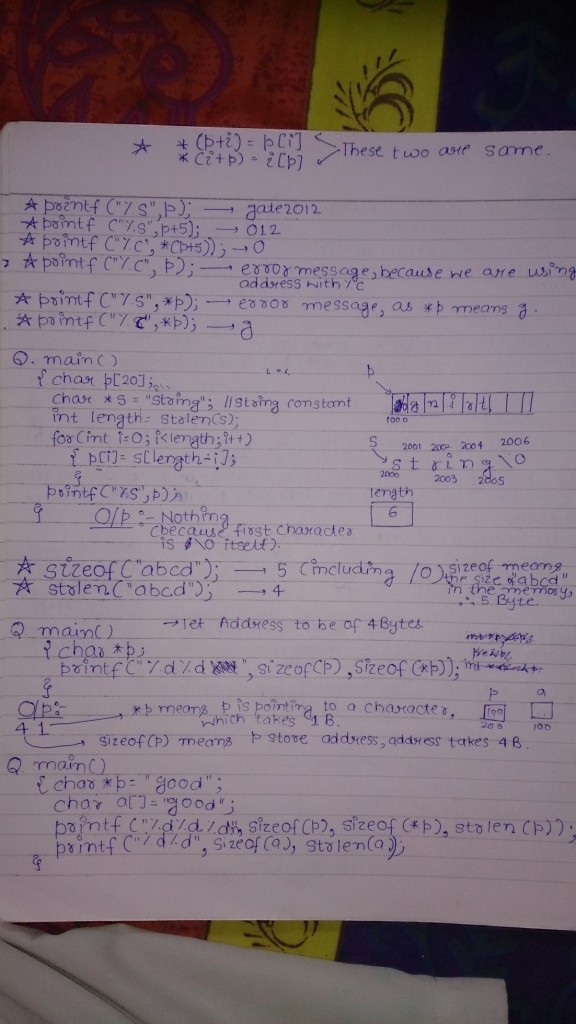 ☆ *(p+i) = p[i]
* (i+p) = i[p]
These two are same.
☆ printf ("%s", p); → gate2012
☆ printf ("%s", p+5); → 012
☆ printf ("%c", *(p+5)); → 0
☆ printf ("%c", p); → error message, because we are using
address with %c
☆ printf ("%s", *p); → error message, as *p means g.
☆ printf ("%c", *p); → g
Q. main()
{ char p[20];
char *s = "string"; //string constant
int length = strlen(s);
for(int i=0; i<length; i++)
{ p[i] = s[length-i];
}
printf("%s", p);
}
O/p :- Nothing
(because first character
is \0 itself).
p
\0 g n i r t
1000
s 2001 2002 2004 2006
s t r i n g \0
2000 2003 2005
length
6
☆ sizeof("abcd"); → 5 (including /0)
☆ strlen("abcd"); → 4
sizeof means
the size of "abcd"
in the memory,
∴ 5 Byte
Q main() → let Address to be of 4Bytes
{ char *p;
printf("%d %d", sizeof(p), sizeof(*p));
}
O/p:-
4 1
*p means p is pointing to a character,
which takes 1 B.
sizeof(p) means p store address, address takes 4B.
p a
100
200 100
Q main()
{ char *p = "good";
char a[] = "good";
printf("%d %d %d", sizeof(p), sizeof(*p), strlen(p));
printf("%d %d", sizeof(a), strlen(a));
}